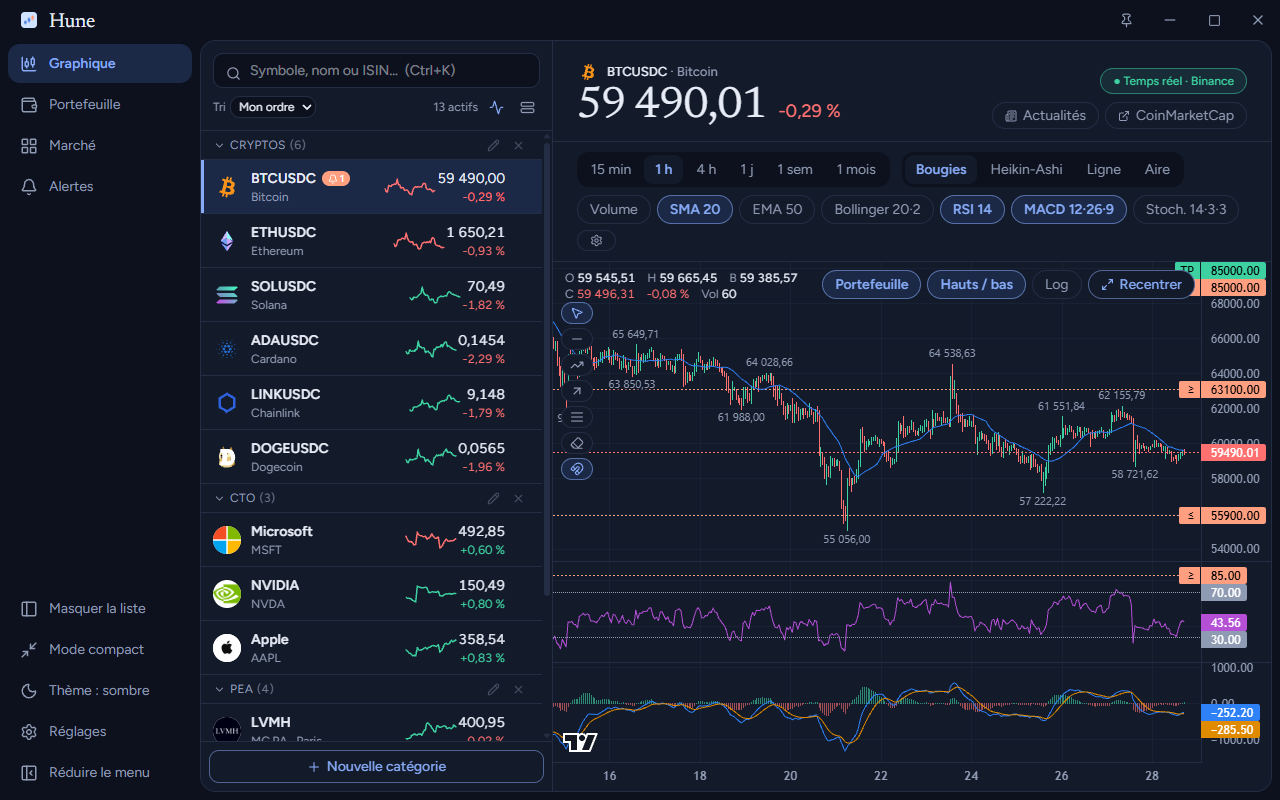 Hune
Graphique
Portefeuille
Marché
Alertes
Masquer la liste
Mode compact
Thème : sombre
Réglages
Réduire le menu
Symbole, nom ou ISIN... (Ctrl+K)
Tri Mon ordre 13 actifs
CRYPTOS (6)
BTCUSDC 1 59 490,00
Bitcoin -0,29 %
ETHUSDC 1 650,21
Ethereum -0,93 %
SOLUSDC 70,49
Solana -1,82 %
ADAUSDC 0,1454
Cardano -2,29 %
LINKUSDC 9,148
Chainlink -1,79 %
DOGEUSDC 0,0565
Dogecoin -1,96 %
CTO (3)
Microsoft 492,85
MSFT +0,60 %
NVIDIA 150,49
NVDA +0,80 %
Apple 358,54
AAPL +0,83 %
PEA (4)
LVMH LVMH 400,95
MC.PA · Paris -0,02 %
+ Nouvelle catégorie
BTCUSDC · Bitcoin
59 490,01 -0,29 %
Temps réel · Binance
Actualités CoinMarketCap
15 min 1 h 4 h 1 j 1 sem 1 mois Bougies Heikin-Ashi Ligne Aire
Volume SMA 20 EMA 50 Bollinger 20·2 RSI 14 MACD 12·26·9 Stoch. 14·3·3
O 59 545,51 H 59 665,45 B 59 385,57
C 59 496,31 -0,08 % Vol 60
Portefeuille Hauts / bas Log Recentrer
TP 85000.00
85000.00
68000.00
65 649,71
66000.00
64 538,63
64 028,66
64000.00
63 850,53
≥ 63100.00
62 155,79
61 551,84
62000.00
61 988,00
60000.00
59490.01
58 721,62
58000.00
57 222,22
≤ 55900.00
55 056,00
54000.00
≥ 85.00
70.00
43.56
30.00
1000.00
0.00
−252.20
−285.50
−1000.00
16 18 20 22 24 26 28